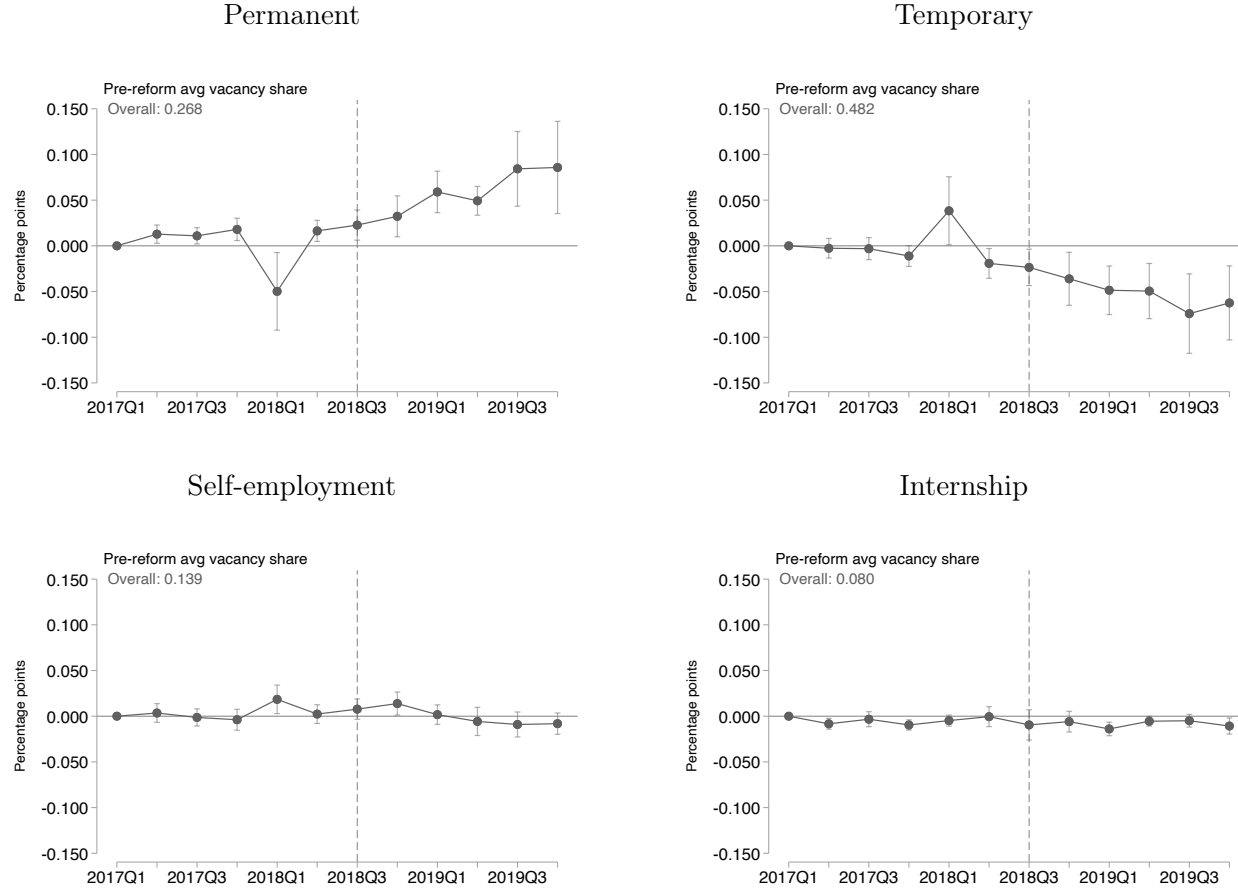 Permanent
Pre-reform avg vacancy share
Overall: 0.268
0.150
0.100
0.050
0.000
-0.050
-0.100
-0.150
Percentage points
2017Q1 2017Q3 2018Q1 2018Q3 2019Q1 2019Q3
Temporary
Pre-reform avg vacancy share
Overall: 0.482
0.150
0.100
0.050
0.000
-0.050
-0.100
-0.150
Percentage points
2017Q1 2017Q3 2018Q1 2018Q3 2019Q1 2019Q3
Self-employment
Pre-reform avg vacancy share
Overall: 0.139
0.150
0.100
0.050
0.000
-0.050
-0.100
-0.150
Percentage points
2017Q1 2017Q3 2018Q1 2018Q3 2019Q1 2019Q3
Internship
Pre-reform avg vacancy share
Overall: 0.080
0.150
0.100
0.050
0.000
-0.050
-0.100
-0.150
Percentage points
2017Q1 2017Q3 2018Q1 2018Q3 2019Q1 2019Q3